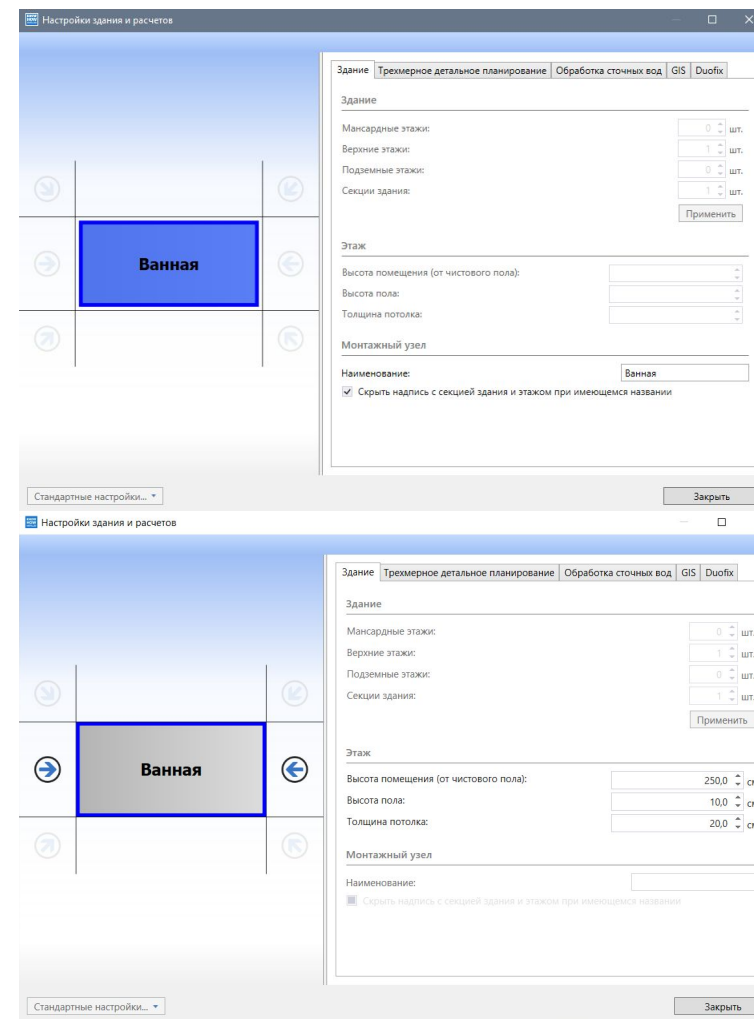 Настройки здания и расчетов
Здание Трехмерное детальное планирование Обработка сточных вод GIS Duofix
Здание
Мансардные этажи: 0 шт.
Верхние этажи: 1 шт.
Подземные этажи: 0 шт.
Секции здания: 1 шт.
Применить
Ванная
Этаж
Высота помещения (от чистового пола):
Высота пола:
Толщина потолка:
Монтажный узел
Наименование: Ванная
Скрыть надпись с секцией здания и этажом при имеющемся названии
Стандартные настройки... Закрыть
Настройки здания и расчетов
Здание Трехмерное детальное планирование Обработка сточных вод GIS Duofix
Здание
Мансардные этажи: 0 шт.
Верхние этажи: 1 шт.
Подземные этажи: 0 шт.
Секции здания: 1 шт.
Применить
Ванная
Этаж
Высота помещения (от чистового пола): 250,0
Высота пола: 10,0
Толщина потолка: 20,0
Монтажный узел
Наименование:
Скрыть надпись с секцией здания и этажом при имеющемся названии
Стандартные настройки... Закрыть